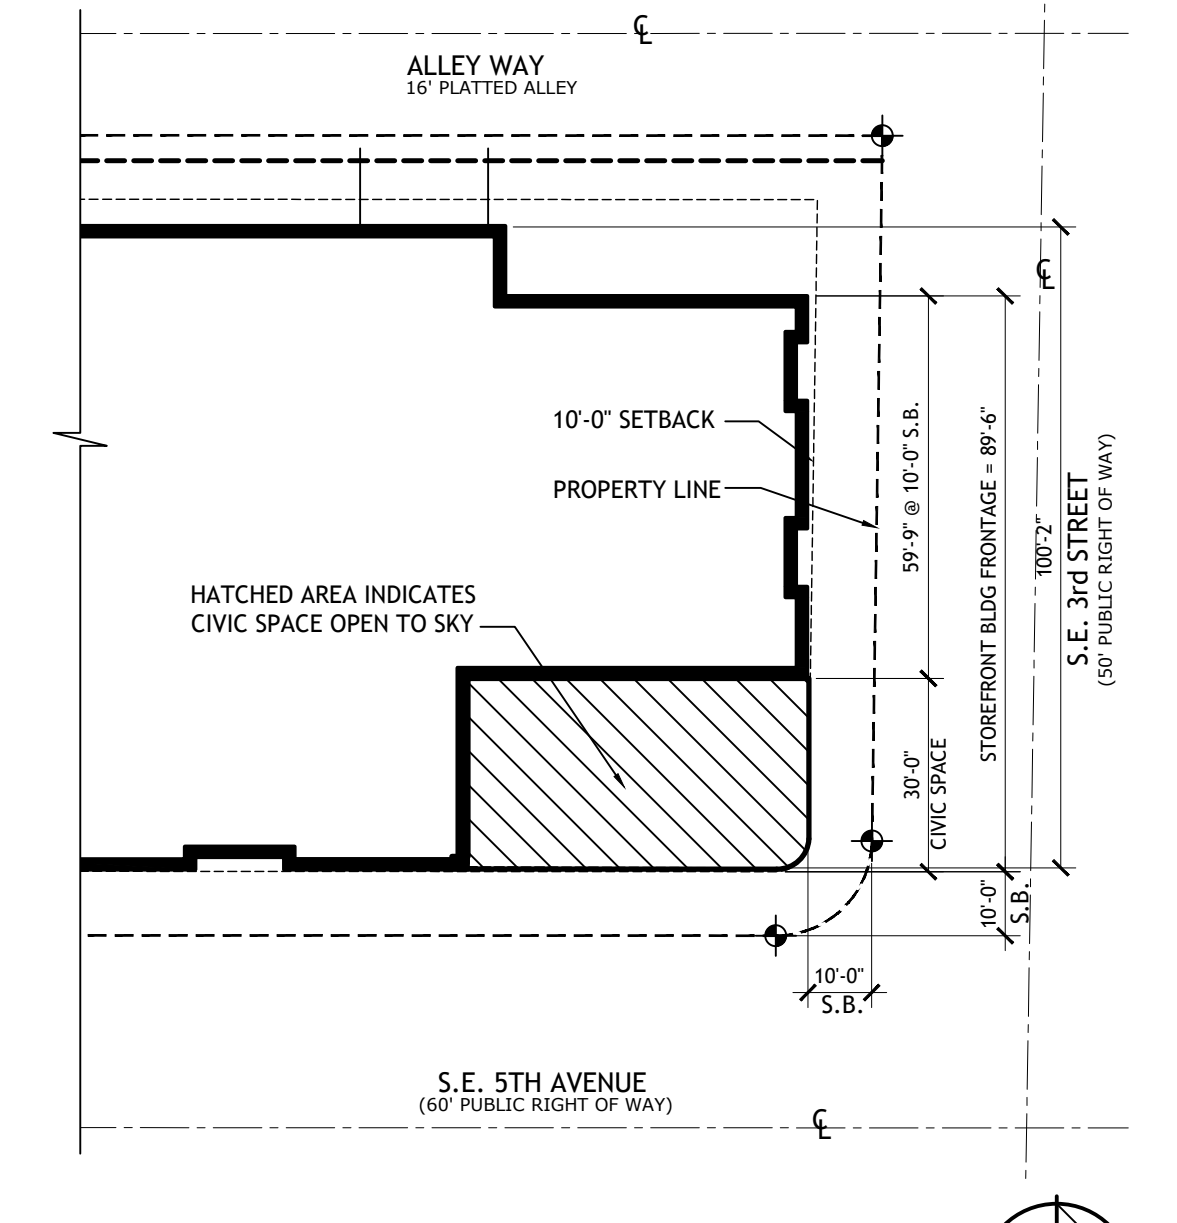 ℄
ALLEY WAY
16' PLATTED ALLEY
℄
10'-0" SETBACK
PROPERTY LINE
HATCHED AREA INDICATES
CIVIC SPACE OPEN TO SKY
59'-9" @ 10'-0" S.B.
30'-0"
CIVIC SPACE
STOREFRONT BLDG FRONTAGE = 89'-6"
100'-2"
S.E. 3rd STREET
(50' PUBLIC RIGHT OF WAY)
10'-0"
S.B.
10'-0"
S.B.
S.E. 5TH AVENUE
(60' PUBLIC RIGHT OF WAY)
℄